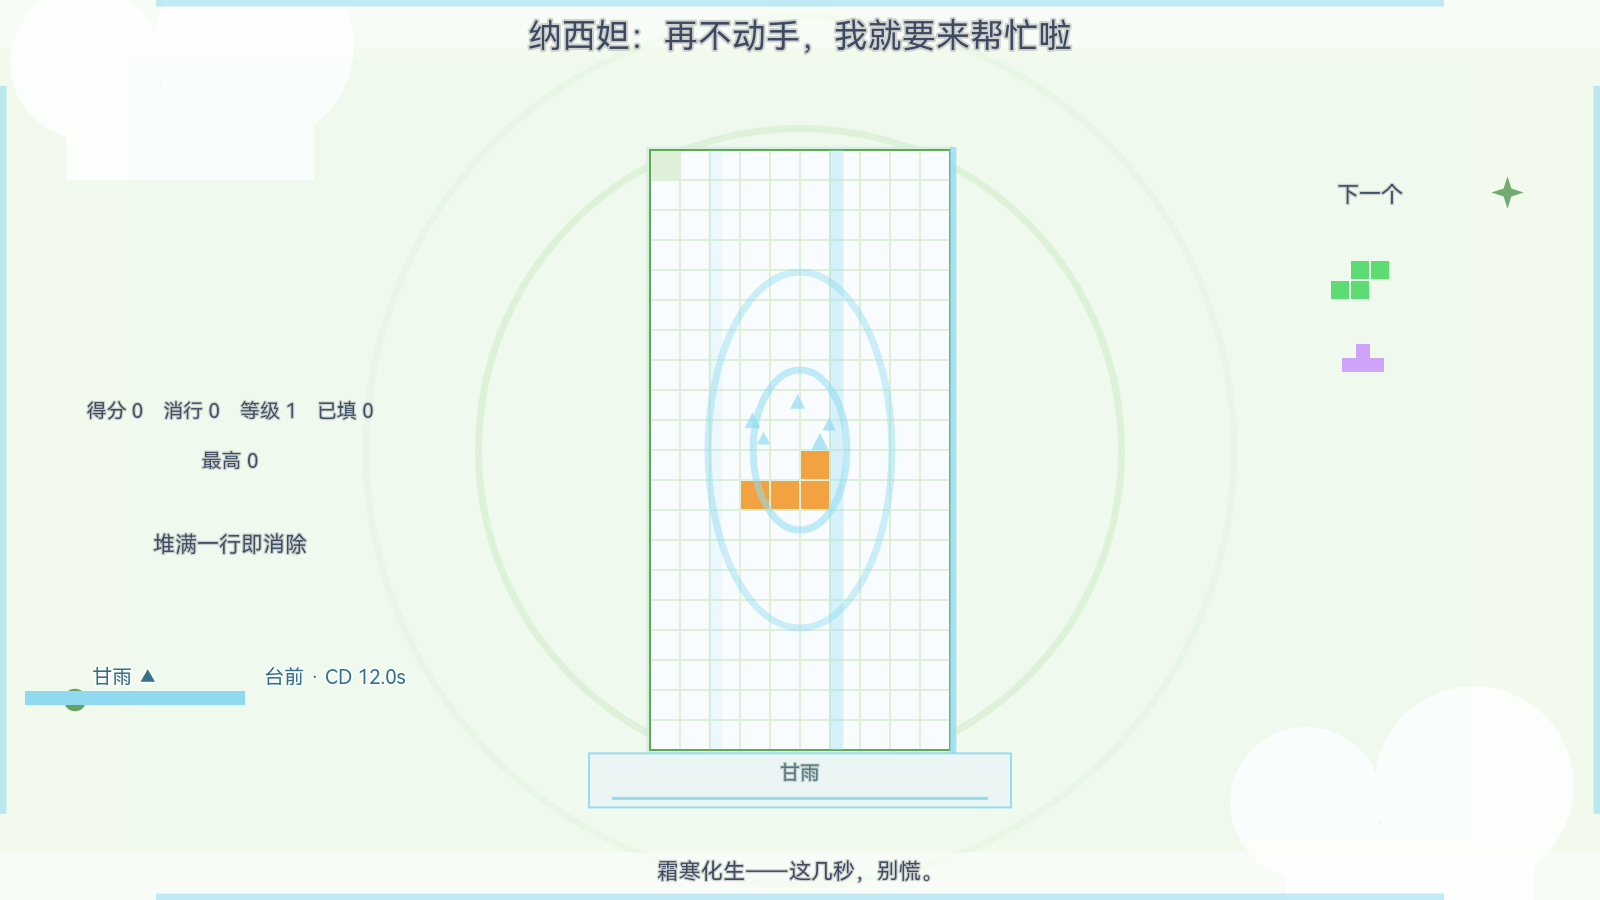 纳西妲：再不动手，我就要来帮忙啦
下一个
得分 0 消行 0 等级 1 已填 0
最高 0
堆满一行即消除
甘雨 ▲ 台前 · CD 12.0s
甘雨
霜寒化生——这几秒，别慌。